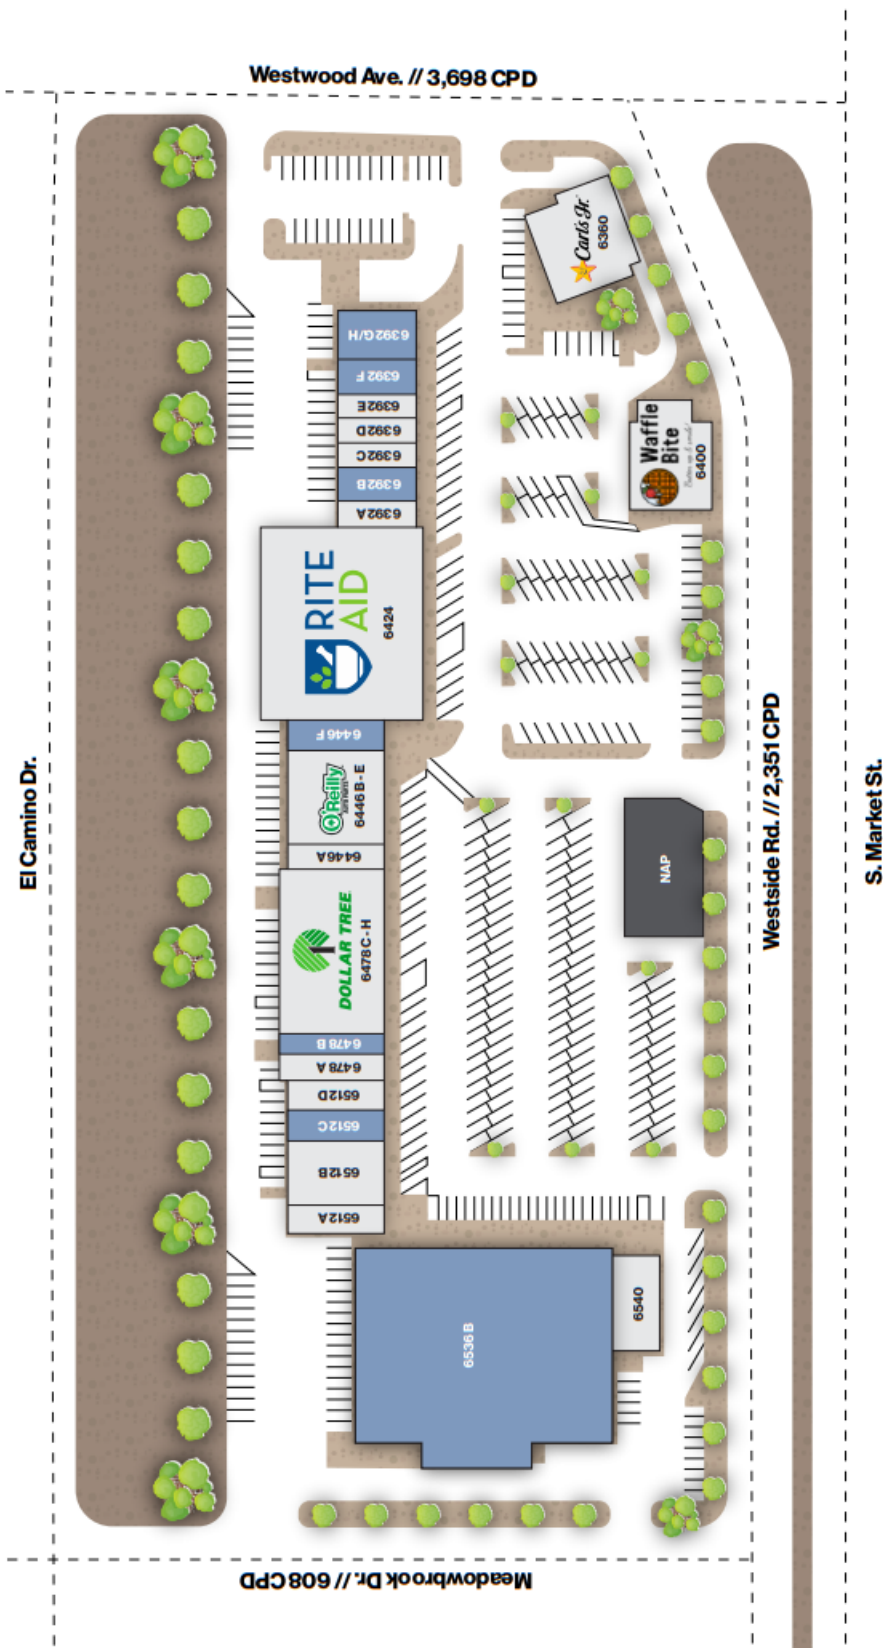 Westwood Ave. // 3,698 CPD
Carl's Jr.
6360
6392G/H
6392 F
6392E
6392D
6392C
6392B
6392A
Waffle
Bite
6400
RITE
AID
6424
6446 F
O'Reilly
AUTO PARTS
6446 B - E
6446 A
DOLLAR TREE
6478 C - H
6478 B
6478 A
6512D
6512C
6512B
6512A
NAP
6536 B
6540
El Camino Dr.
Westside Rd. // 2,351 CPD
S. Market St.
Meadowbrook Dr. // 608 CPD